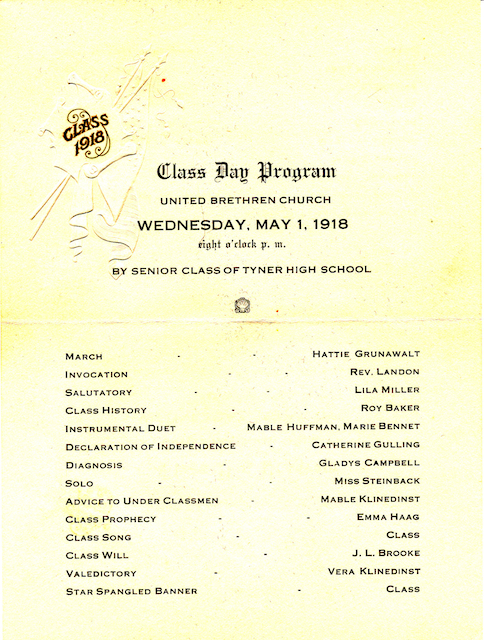 CLASS
1918
Class Day Program
UNITED BRETHREN CHURCH
WEDNESDAY, MAY 1, 1918
eight o'clock p. m.
BY SENIOR CLASS OF TYNER HIGH SCHOOL
MARCH - - HATTIE GRUNAWALT
INVOCATION - - REV. LANDON
SALUTATORY - - LILA MILLER
CLASS HISTORY - - ROY BAKER
INSTRUMENTAL DUET - MABLE HUFFMAN, MARIE BENNET
DECLARATION OF INDEPENDENCE - CATHERINE GULLING
DIAGNOSIS - GLADYS CAMPBELL
SOLO - - MISS STEINBACK
ADVICE TO UNDER CLASSMEN - MABLE KLINEDINST
CLASS PROPHECY - - EMMA HAAG
CLASS SONG - - CLASS
CLASS WILL - J. L. BROOKE
VALEDICTORY - - VERA KLINEDINST
STAR SPANGLED BANNER - CLASS